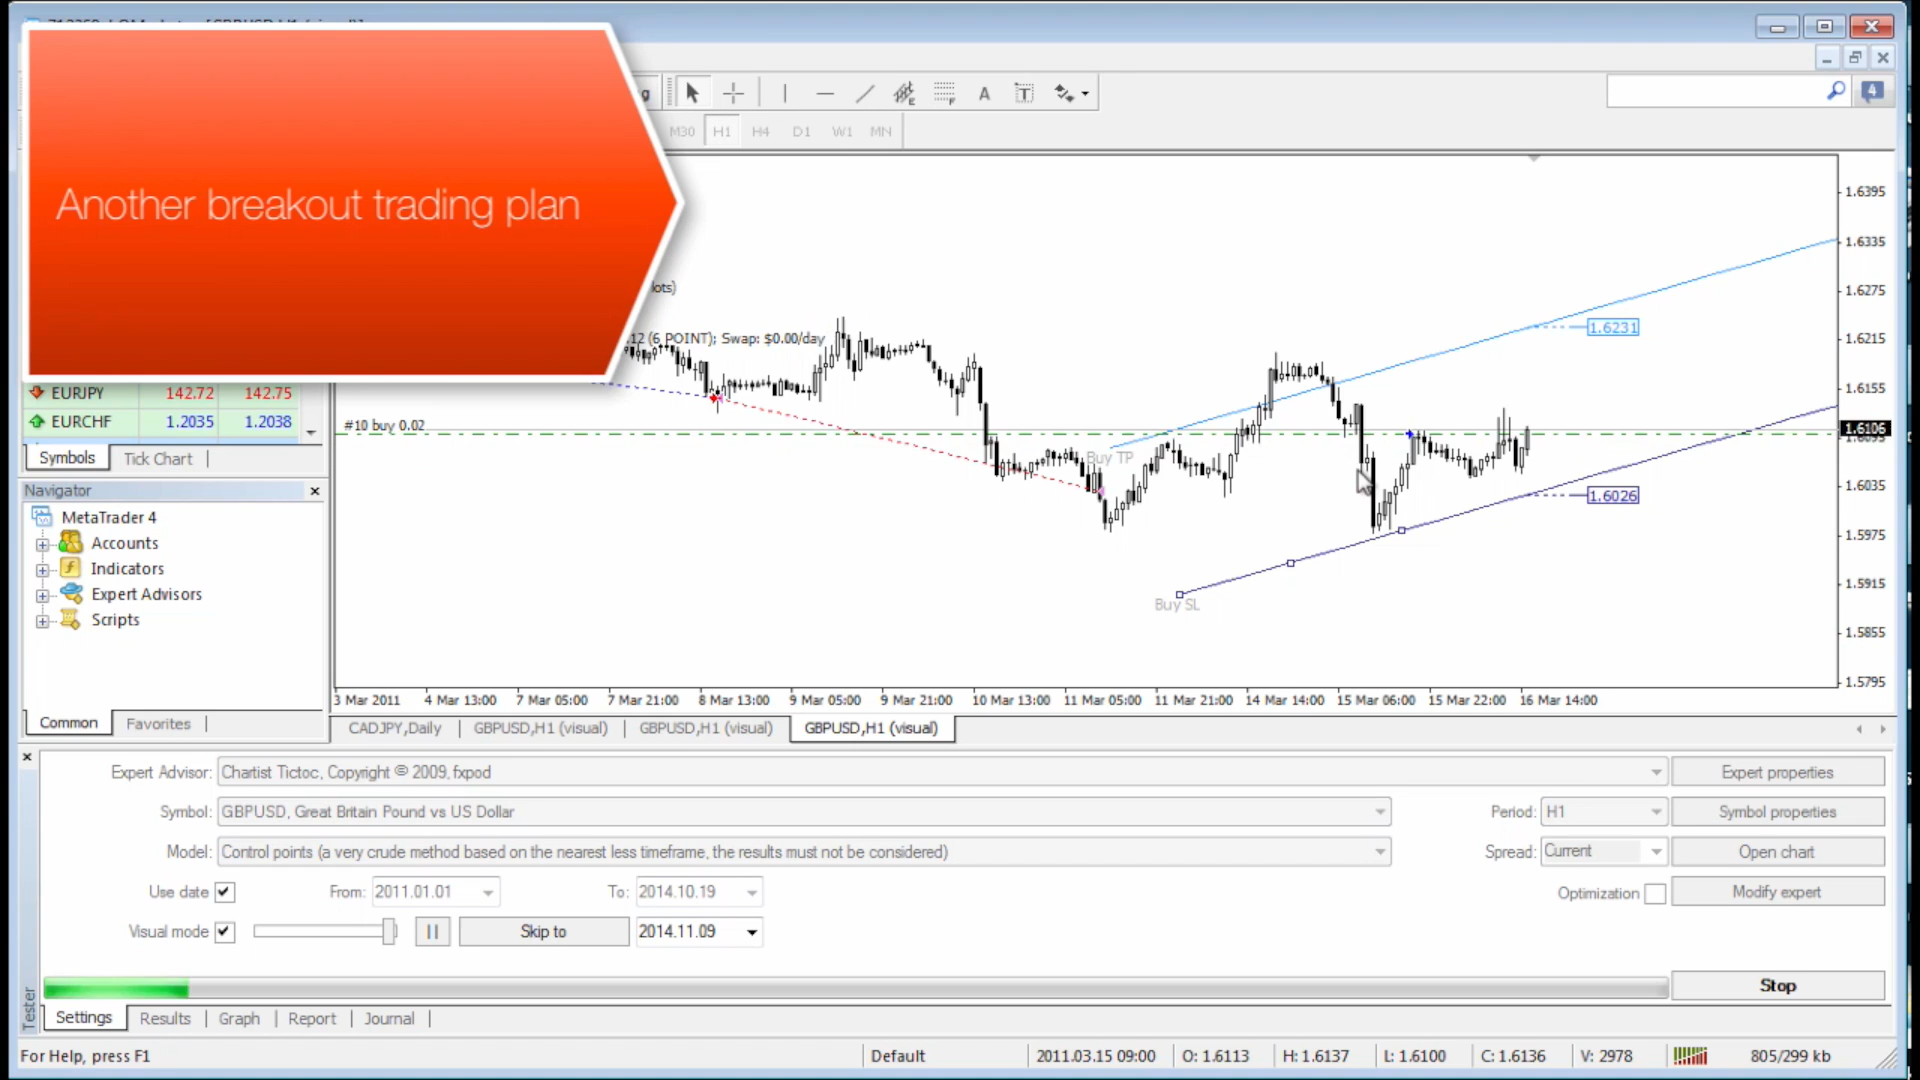 Another breakout trading plan
M30 H1 H4 D1 W1 MN
4
lots)
.12 (6 POINT); Swap: $0.00/day
#10 buy 0.02
Buy TP
Buy SL
1.6231
1.6026
1.6395
1.6335
1.6275
1.6215
1.6155
1.6106
1.6095
1.6035
1.5975
1.5915
1.5855
1.5795
3 Mar 2011 4 Mar 13:00 7 Mar 05:00 7 Mar 21:00 8 Mar 13:00 9 Mar 05:00 9 Mar 21:00 10 Mar 13:00 11 Mar 05:00 11 Mar 21:00 14 Mar 14:00 15 Mar 06:00 15 Mar 22:00 16 Mar 14:00
EURJPY 142.72 142.75
EURCHF 1.2035 1.2038
Symbols Tick Chart
Navigator
MetaTrader 4
Accounts
Indicators
Expert Advisors
Scripts
Common Favorites
CADJPY,Daily GBPUSD,H1 (visual) GBPUSD,H1 (visual) GBPUSD,H1 (visual)
Expert Advisor: Chartist Tictoc, Copyright © 2009, fxpod Expert properties
Symbol: GBPUSD, Great Britain Pound vs US Dollar Period: H1 Symbol properties
Model: Control points (a very crude method based on the nearest less timeframe, the results must not be considered) Spread: Current Open chart
Use date From: 2011.01.01 To: 2014.10.19 Optimization Modify expert
Visual mode Skip to 2014.11.09
Stop
Tester
Settings Results Graph Report Journal
For Help, press F1 Default 2011.03.15 09:00 O: 1.6113 H: 1.6137 L: 1.6100 C: 1.6136 V: 2978 805/299 kb